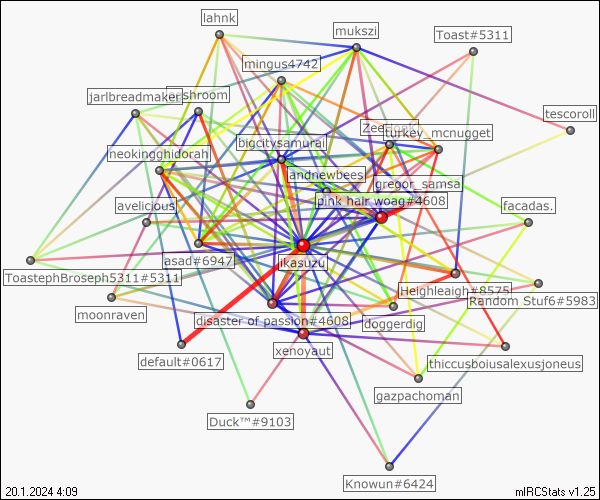 lahnk
mukszi
Toast#5311
mingus4742
jarlbreadmaker
shroom
tescoroll
turkey_mcnugget
bigcitysamurai
neokingghidorah
andnewbees
gregor_samsa
pink hair woag#4608
avelicious
facadas.
asad#6947
ikasuzu
ToastephBroseph5311#5311
Heighleaigh#8575
Random Stuf6#5983
moonraven
disaster of passion#4608
doggerdig
xenoyaut
default#0617
thiccusboiusalexusjoneus
gazpachoman
Duck™#9103
Knowun#6424
20.1.2024 4:09
mIRCStats v1.25